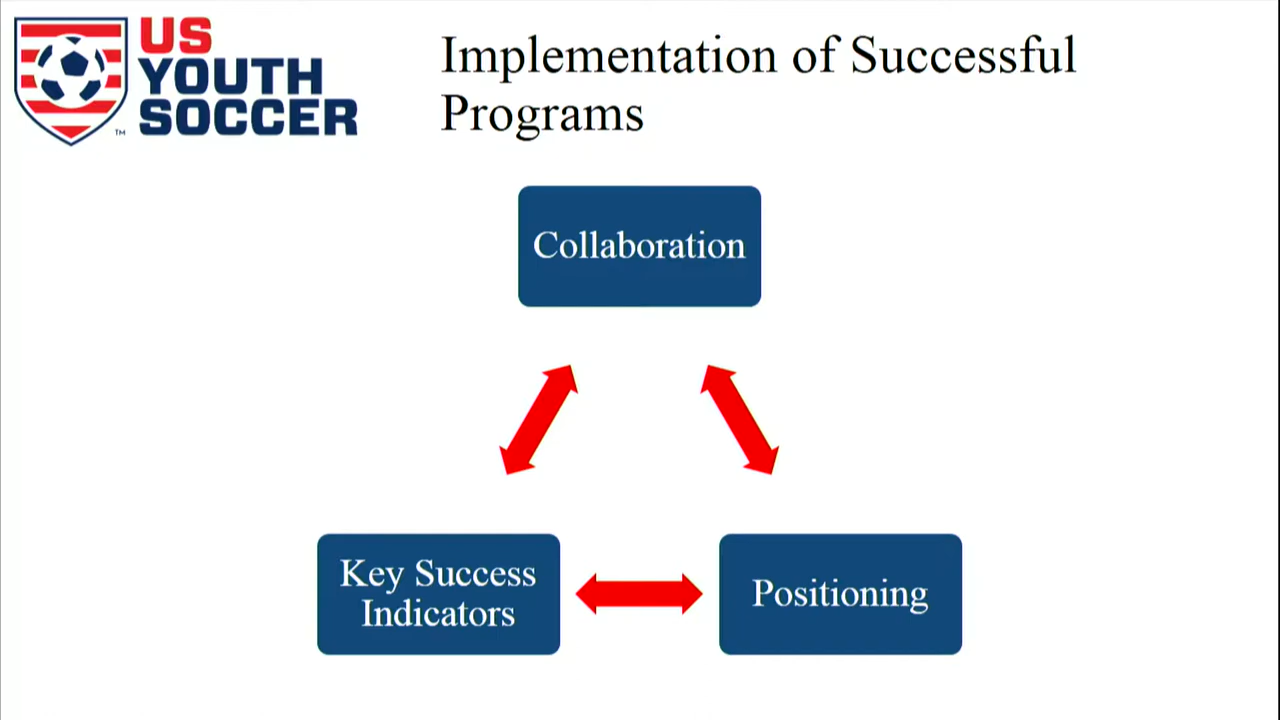 US
YOUTH
SOCCER
™
Implementation of Successful
Programs
Collaboration
Key Success
Indicators
Positioning